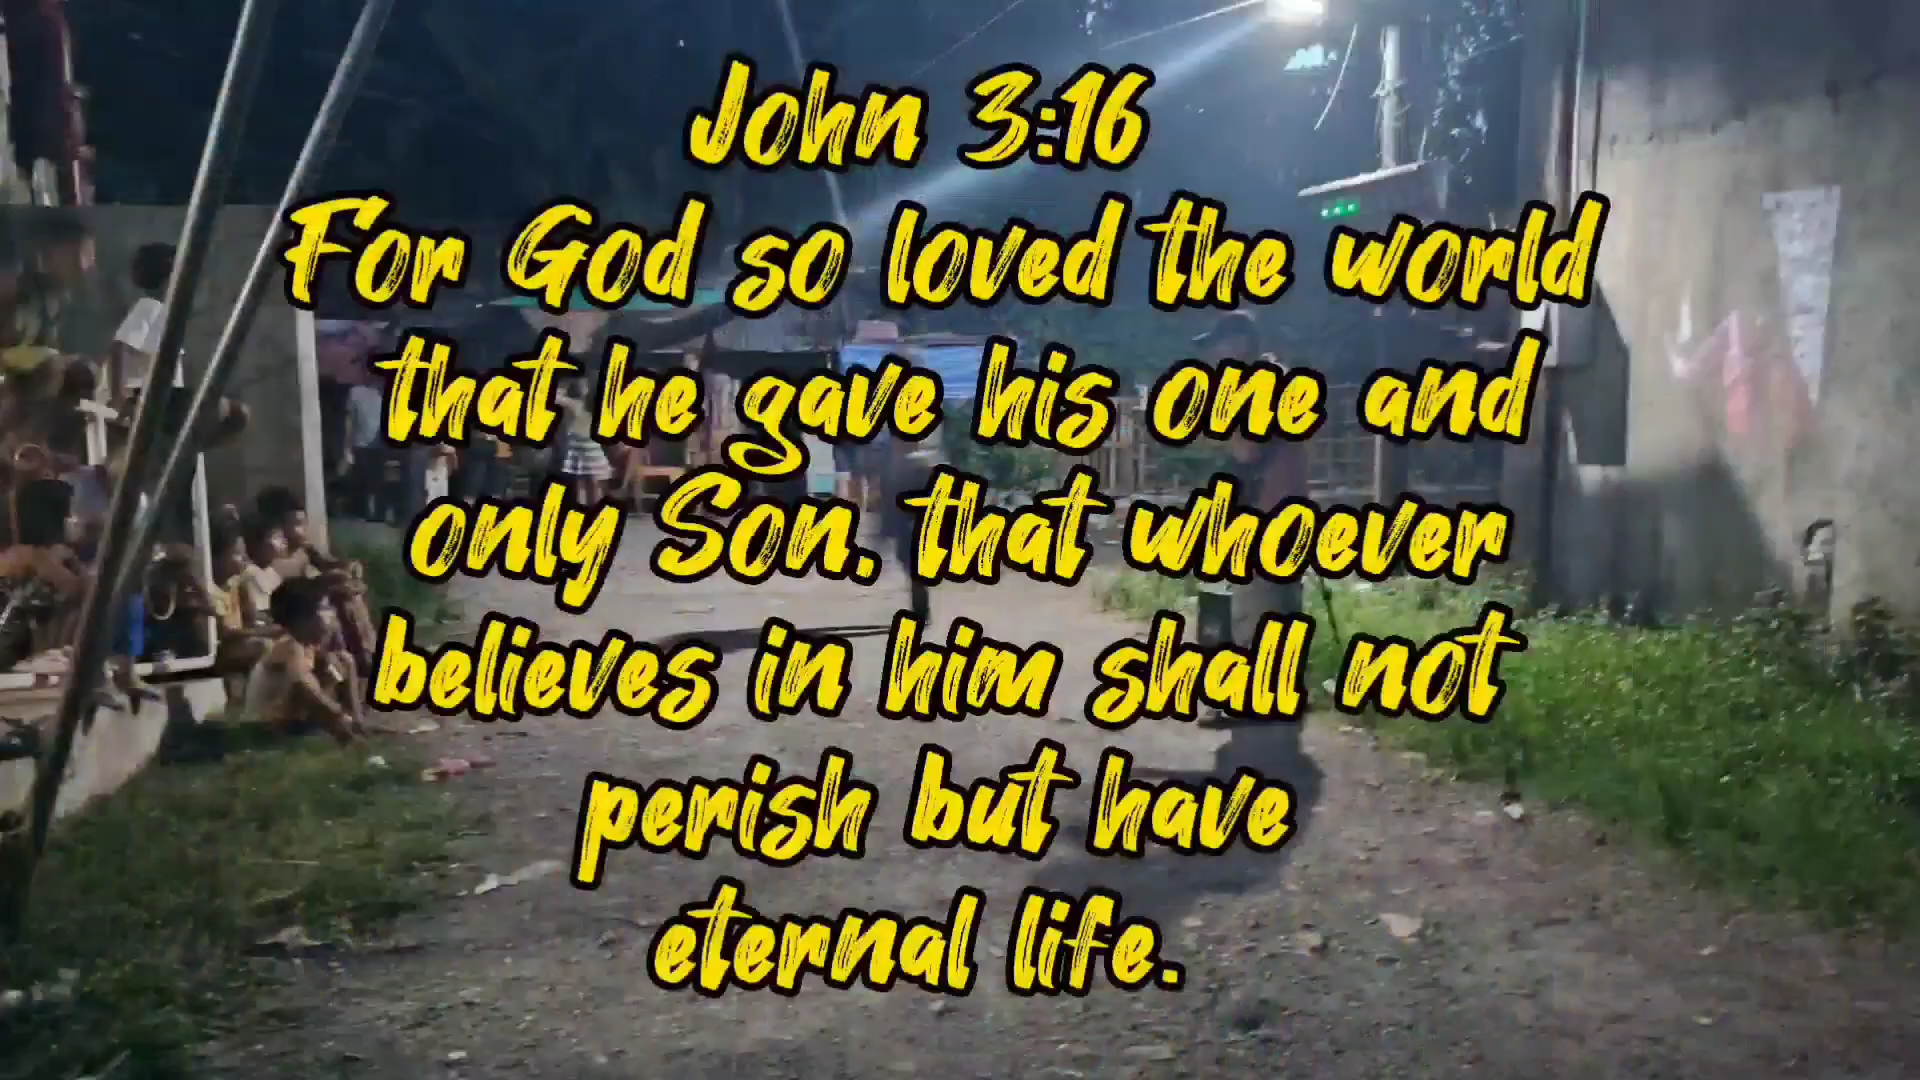 John 3:16
For God so loved the world
that he gave his one and
only Son. that whoever
believes in him shall not
perish but have
eternal life.